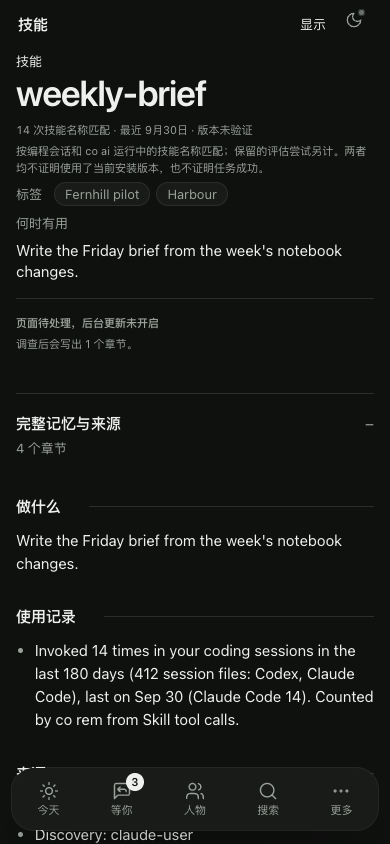 技能
显示
技能
weekly-brief
14 次技能名称匹配 · 最近 9月30日 · 版本未验证
按编程会话和 co ai 运行中的技能名称匹配；保留的评估尝试另计。两者
均不证明使用了当前安装版本，也不证明任务成功。
标签 Fernhill pilot Harbour
何时有用
Write the Friday brief from the week's notebook
changes.
页面待处理，后台更新未开启
调查后会写出 1 个章节。
完整记忆与来源 –
4 个章节
做什么
Write the Friday brief from the week's notebook
changes.
使用记录
• Invoked 14 times in your coding sessions in the
last 180 days (412 session files: Codex, Claude
Code), last on Sep 30 (Claude Code 14). Counted
by co rem from Skill tool calls.
3
今天 等你 人物 搜索 更多
• Discovery: claude-user